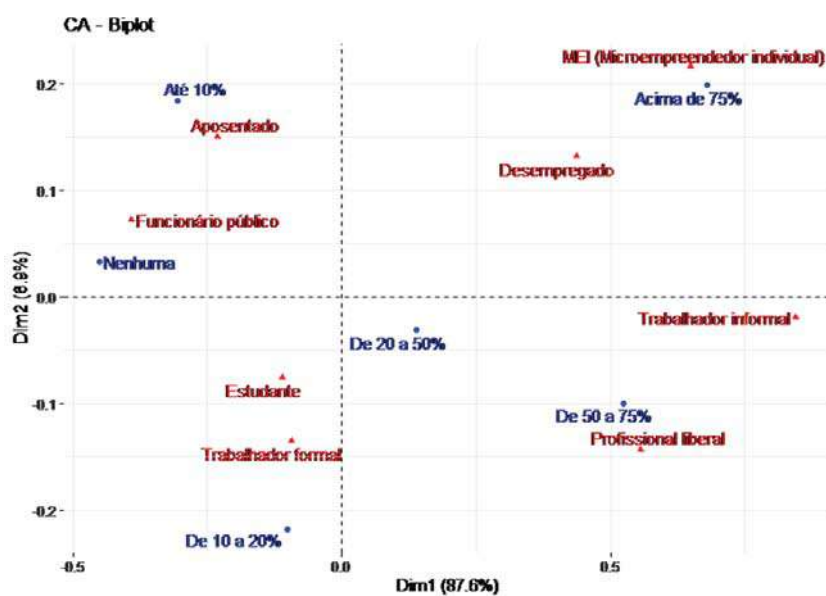 CA - Biplot
MEI (Microempreendedor individual)
0.2
Até 10%
Acima de 75%
Aposentado
Desempregado
0.1
Funcionário público
Nenhuma
0.0
Trabalhador informal
De 20 a 50%
Estudante
-0.1
De 50 a 75%
Profissional liberal
Trabalhador formal
-0.2
De 10 a 20%
Dim2 (8.9%)
-0.5
0.0
0.5
Dim1 (87.6%)